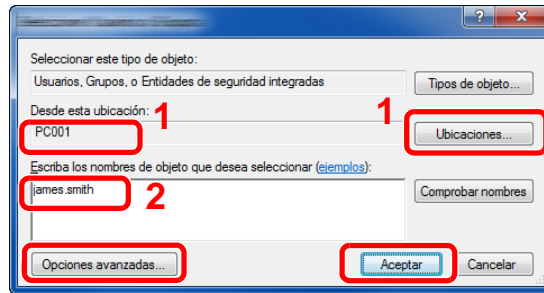 Seleccionar este tipo de objeto:
Usuarios, Grupos, o Entidades de seguridad integradas
Tipos de objeto...
Desde esta ubicación:
1
1
PC001
Ubicaciones...
Escriba los nombres de objeto que desea seleccionar (ejemplos):
james.smith
2
Comprobar nombres
Opciones avanzadas...
Aceptar
Cancelar